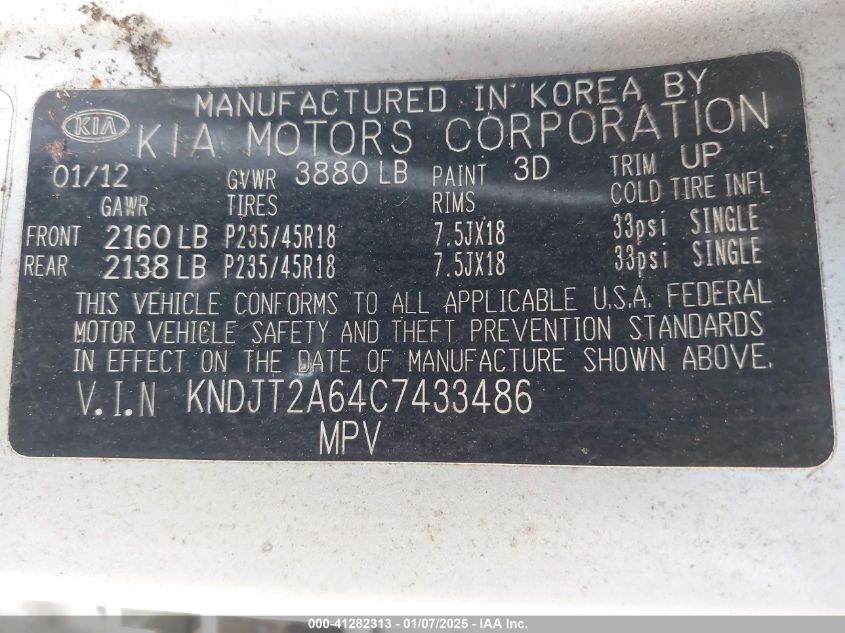 MANUFACTURED IN KOREA BY
KIA KIA MOTORS CORPORATION
01/12 GVWR 3880 LB PAINT 3D TRIM UP
GAWR TIRES RIMS COLD TIRE INFL
FRONT 2160 LB P235/45R18 7.5JX18 33psi SINGLE
REAR 2138 LB P235/45R18 7.5JX18 33psi SINGLE
THIS VEHICLE CONFORMS TO ALL APPLICABLE U.S.A. FEDERAL
MOTOR VEHICLE SAFETY AND THEFT PREVENTION STANDARDS
IN EFFECT ON THE DATE OF MANUFACTURE SHOWN ABOVE.
V.I.N KNDJT2A64C7433486
MPV
000-41282313 - 01/07/2025 - IAA Inc.